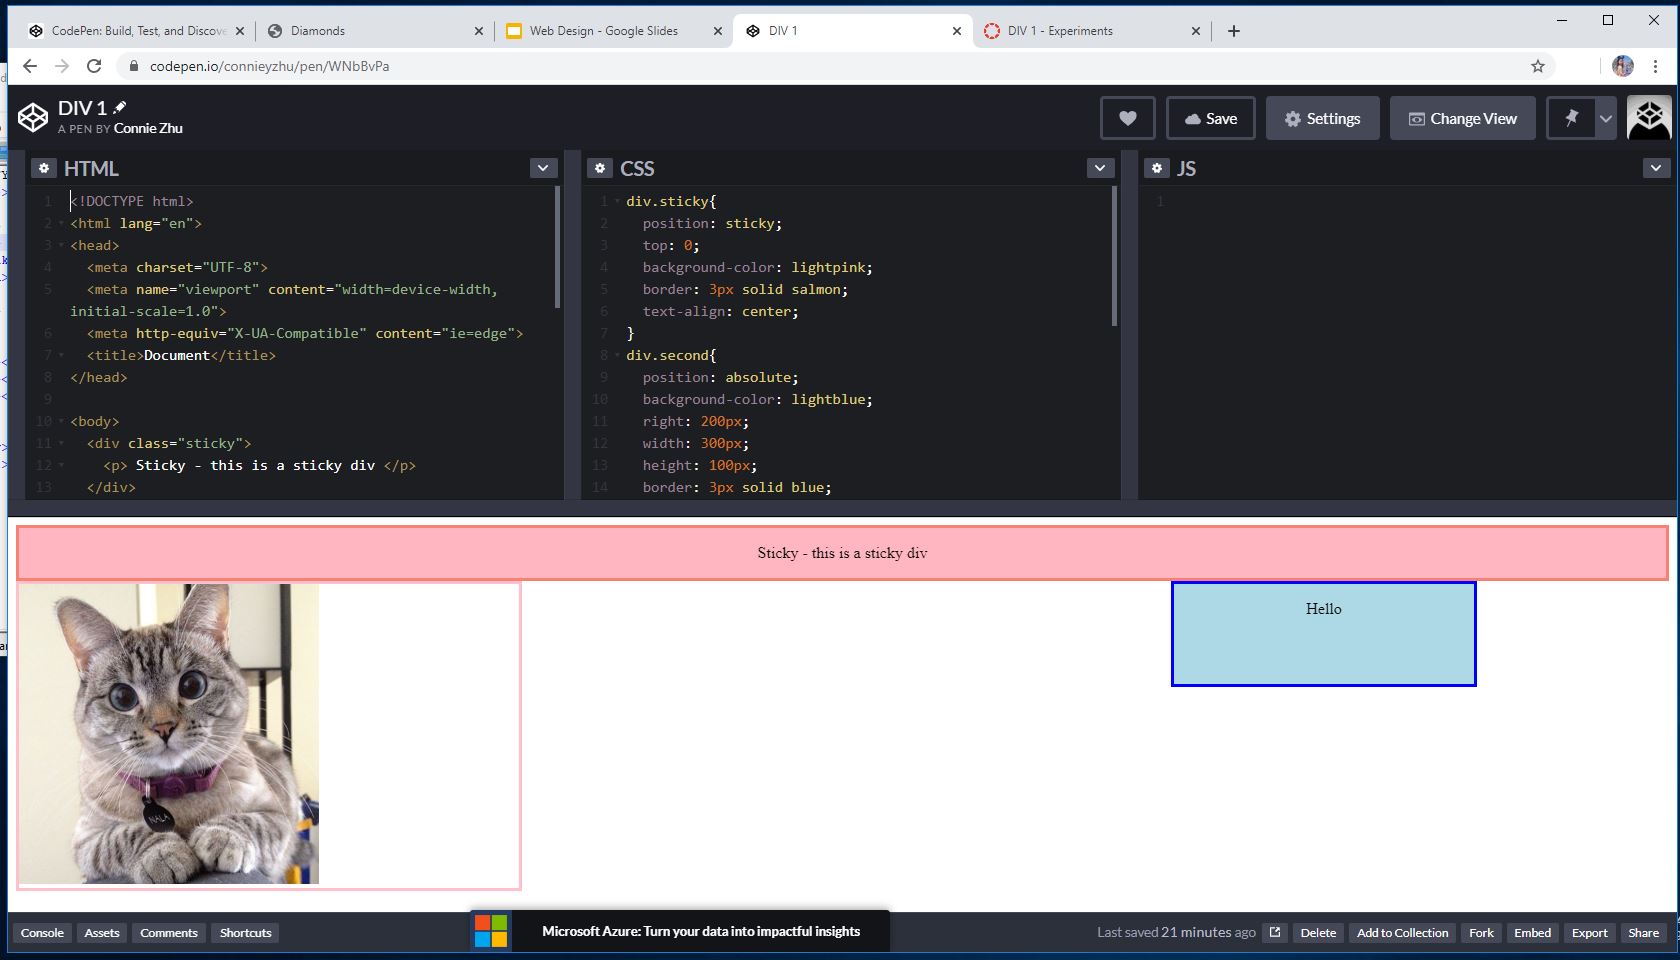 CodePen: Build, Test, and Discove
Diamonds
Web Design - Google Slides
DIV 1
DIV 1 - Experiments
codepen.io/connieyzhu/pen/WNbBvPa
DIV 1
A PEN BY Connie Zhu
Save
Settings
Change View
HTML
1 <!DOCTYPE html>
2 <html lang="en">
3 <head>
4 <meta charset="UTF-8">
5 <meta name="viewport" content="width=device-width,
initial-scale=1.0">
6 <meta http-equiv="X-UA-Compatible" content="ie=edge">
7 <title>Document</title>
8 </head>
9
10 <body>
11 <div class="sticky">
12 <p> Sticky - this is a sticky div </p>
13 </div>
CSS
1 div.sticky{
2 position: sticky;
3 top: 0;
4 background-color: lightpink;
5 border: 3px solid salmon;
6 text-align: center;
7 }
8 div.second{
9 position: absolute;
10 background-color: lightblue;
11 right: 200px;
12 width: 300px;
13 height: 100px;
14 border: 3px solid blue;
JS
1
Sticky - this is a sticky div
Hello
NALA
Console
Assets
Comments
Shortcuts
Microsoft Azure: Turn your data into impactful insights
Last saved 21 minutes ago
Delete
Add to Collection
Fork
Embed
Export
Share